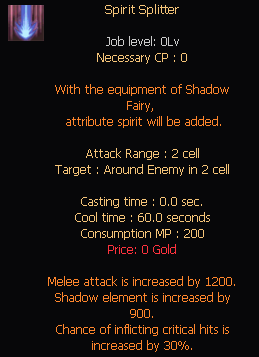 Spirit Splitter
Job level: 0Lv
Necessary CP : 0
With the equipment of Shadow
Fairy,
attribute spirit will be added.
Attack Range : 2 cell
Target : Around Enemy in 2 cell
Casting time : 0.0 sec.
Cool time : 60.0 seconds
Consumption MP : 200
Price: 0 Gold
Melee attack is increased by 1200.
Shadow element is increased by
900.
Chance of inflicting critical hits is
increased by 30%.